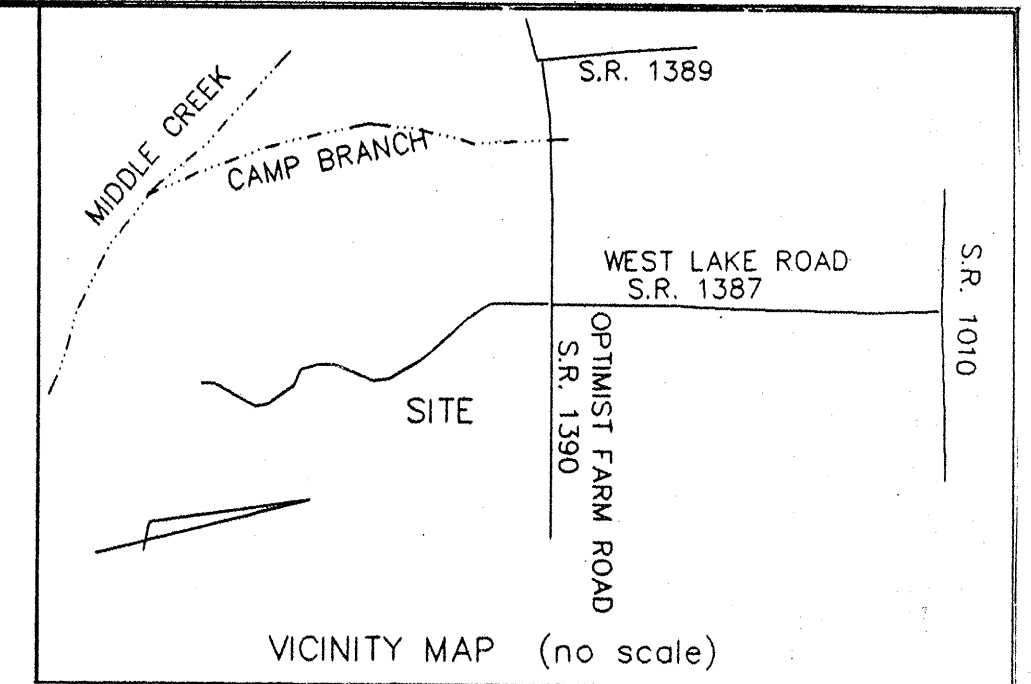 S.R. 1389
MIDDLE CREEK
CAMP BRANCH
WEST LAKE ROAD
S.R. 1387
S.R. 1010
OPTIMIST FARM ROAD
S.R. 1390
SITE
VICINITY MAP (no scale)